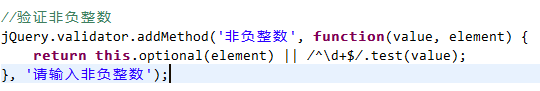 //验证非负整数
jQuery.validator.addMethod('非负整数', function(value, element) {
    return this.optional(element) || /^\d+$/.test(value);
}, '请输入非负整数');